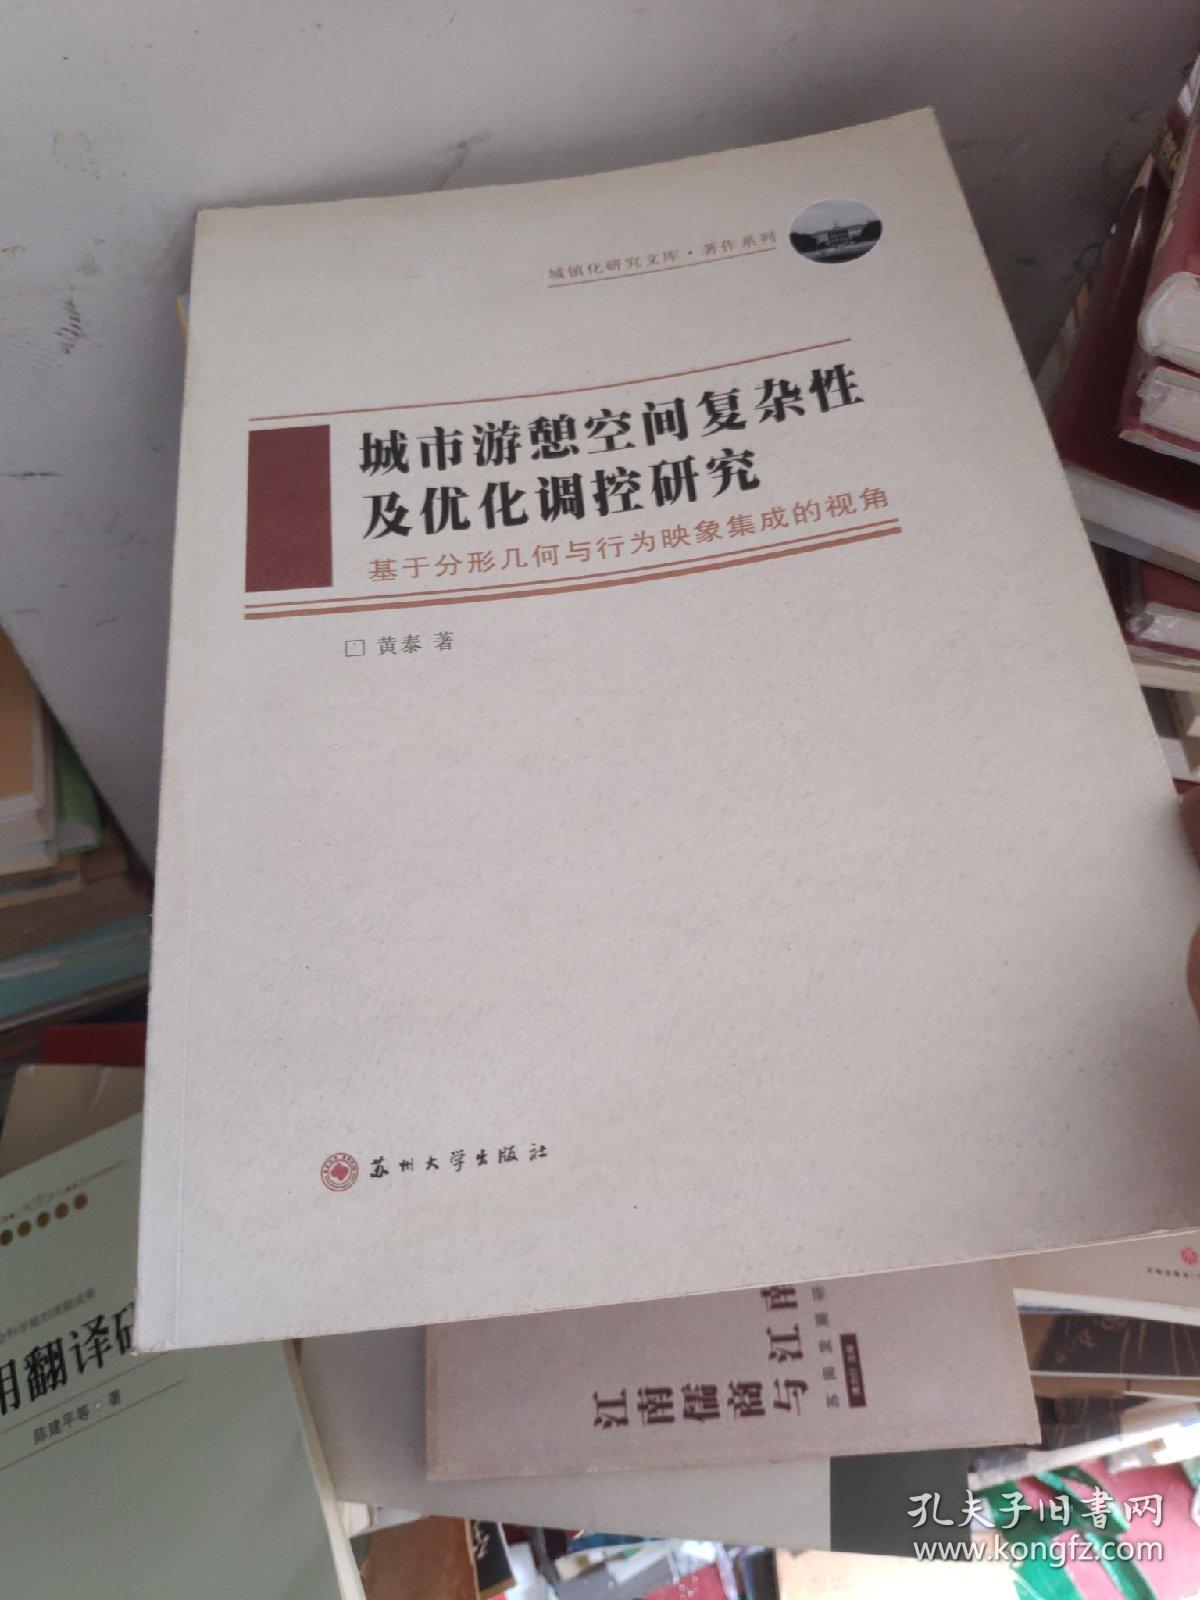 城镇化研究文库·著作系列
城市游憩空间复杂性
及优化调控研究
基于分形几何与行为映象集成的视角
黄泰 著
苏州大学出版社
用翻译研
陈建平等·著
江南儒商与江南
孔夫子旧书网
www.kongfz.com